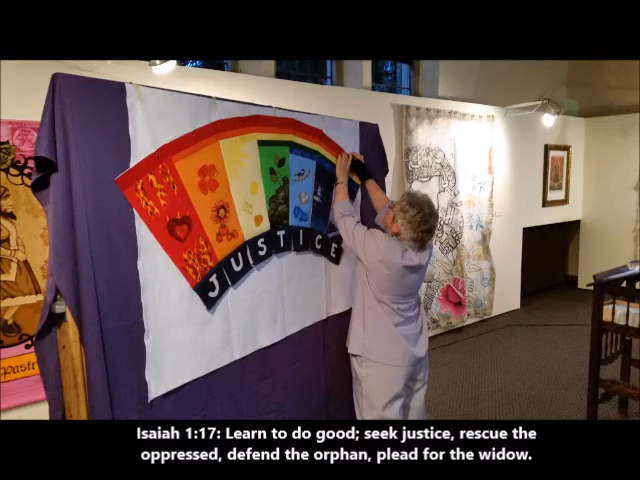 JUSTICE
pastr
Isaiah 1:17: Learn to do good; seek justice, rescue the
oppressed, defend the orphan, plead for the widow.